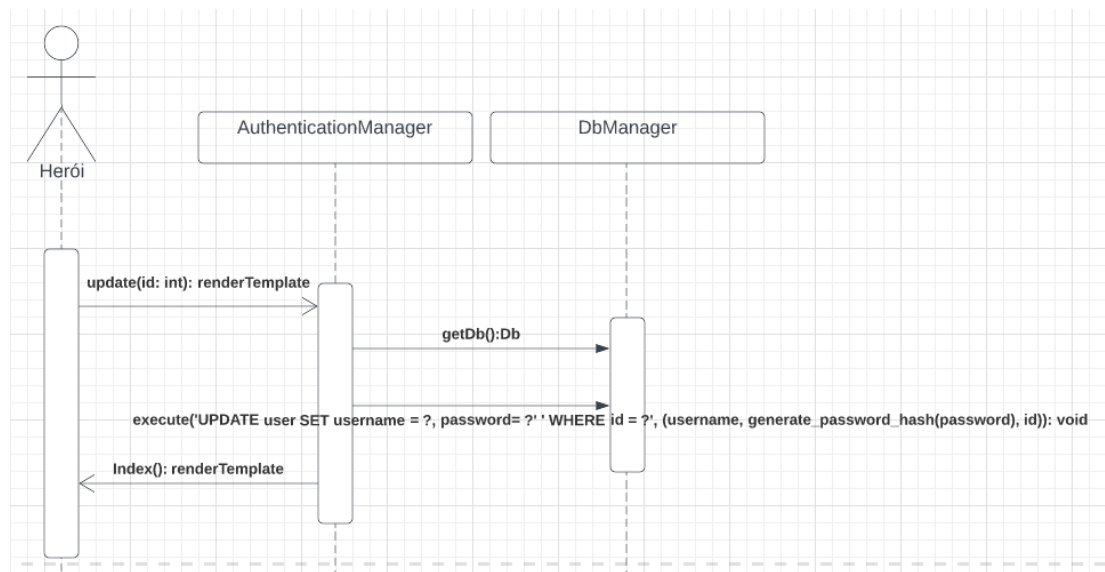 AuthenticationManager
DbManager
Herói
update(id: int): renderTemplate
getDb():Db
execute('UPDATE user SET username = ?, password= ?' ' WHERE id = ?', (username, generate_password_hash(password), id)): void
Index(): renderTemplate